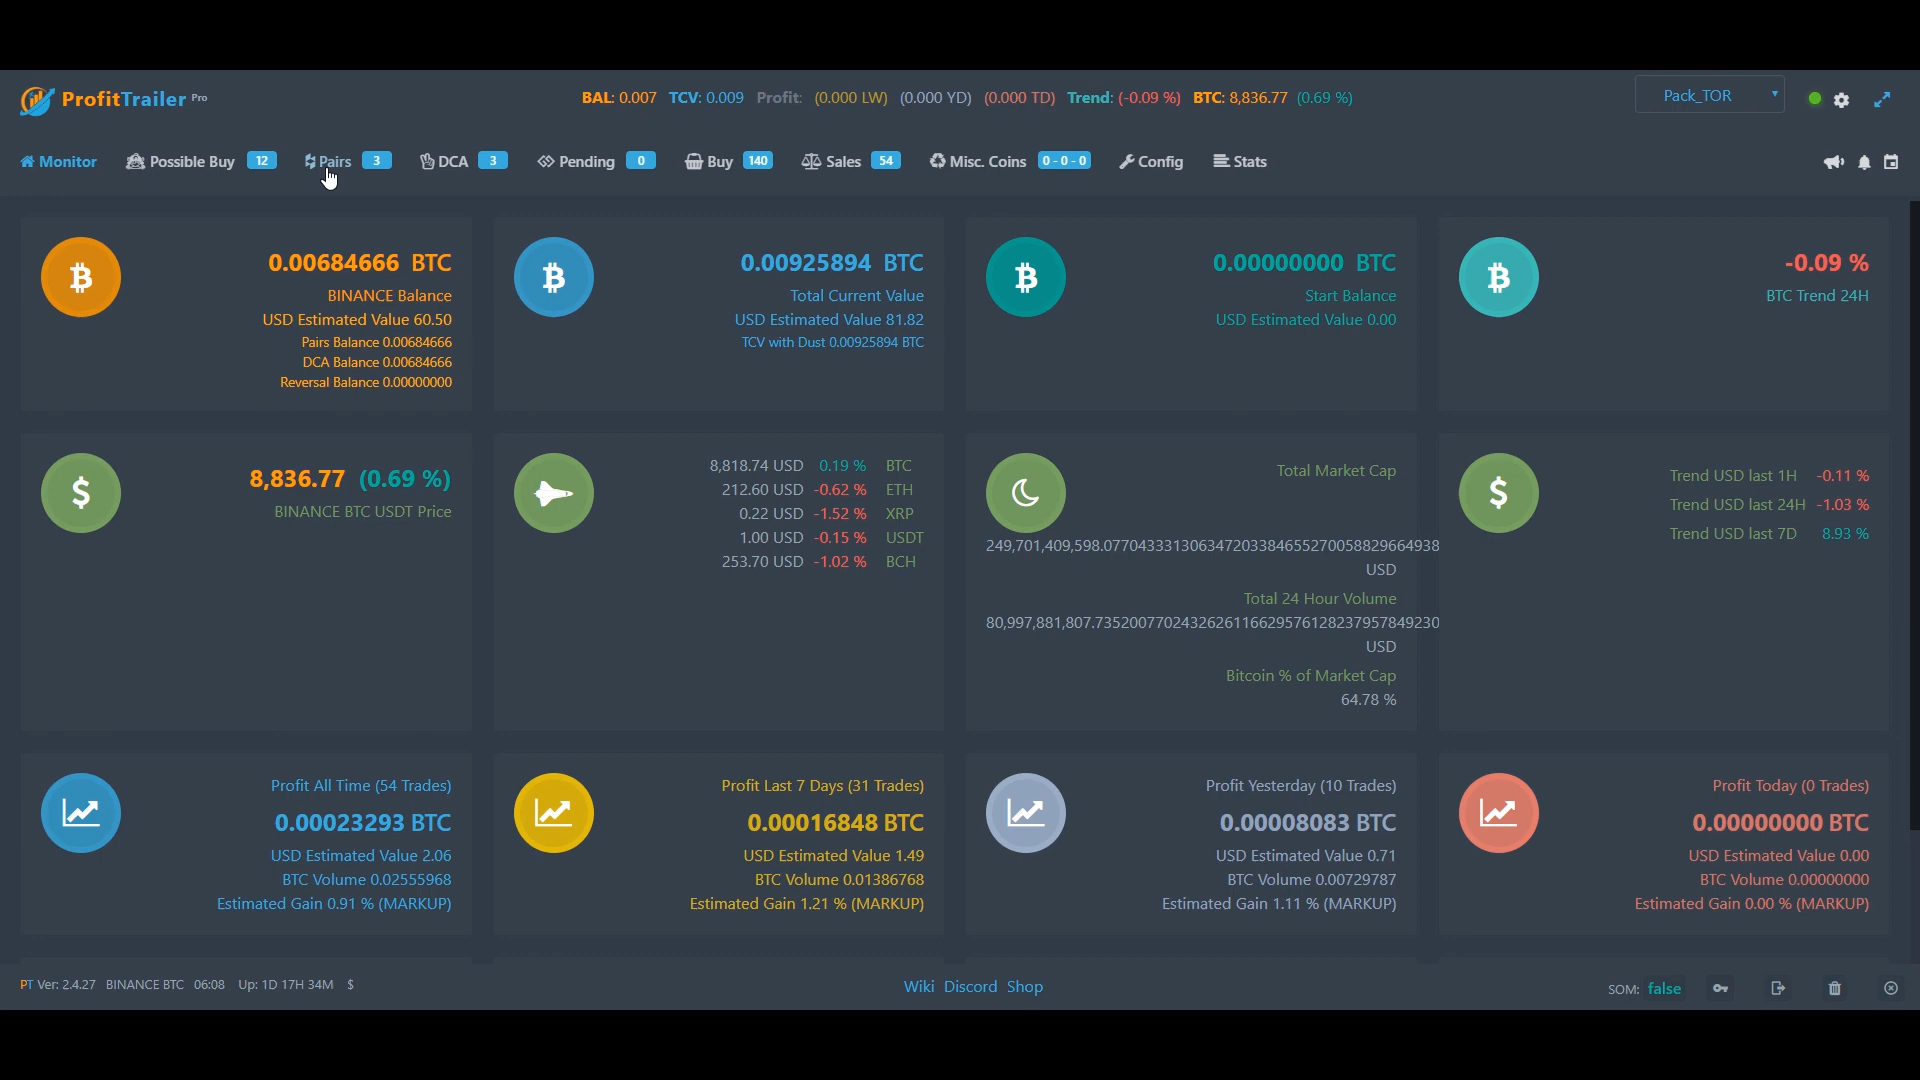 ProfitTrailer Pro
BAL: 0.007 TCV: 0.009 Profit: (0.000 LW) (0.000 YD) (0.000 TD) Trend: (-0.09 %) BTC: 8,836.77 (0.69 %)
Pack_TOR
Monitor Possible Buy 12 Pairs 3 DCA 3 Pending 0 Buy 140 Sales 54 Misc. Coins 0 - 0 - 0 Config Stats
0.00684666 BTC
BINANCE Balance
USD Estimated Value 60.50
Pairs Balance 0.00684666
DCA Balance 0.00684666
Reversal Balance 0.00000000
0.00925894 BTC
Total Current Value
USD Estimated Value 81.82
TCV with Dust 0.00925894 BTC
0.00000000 BTC
Start Balance
USD Estimated Value 0.00
-0.09 %
BTC Trend 24H
8,836.77 (0.69 %)
BINANCE BTC USDT Price
8,818.74 USD 0.19 % BTC
212.60 USD -0.62 % ETH
0.22 USD -1.52 % XRP
1.00 USD -0.15 % USDT
253.70 USD -1.02 % BCH
Total Market Cap
249,701,409,598.077043331306347203384655270058829664938
USD
Total 24 Hour Volume
80,997,881,807.7352007702432626116629576128237957849230
USD
Bitcoin % of Market Cap
64.78 %
Trend USD last 1H -0.11 %
Trend USD last 24H -1.03 %
Trend USD last 7D 8.93 %
Profit All Time (54 Trades)
0.00023293 BTC
USD Estimated Value 2.06
BTC Volume 0.02555968
Estimated Gain 0.91 % (MARKUP)
Profit Last 7 Days (31 Trades)
0.00016848 BTC
USD Estimated Value 1.49
BTC Volume 0.01386768
Estimated Gain 1.21 % (MARKUP)
Profit Yesterday (10 Trades)
0.00008083 BTC
USD Estimated Value 0.71
BTC Volume 0.00729787
Estimated Gain 1.11 % (MARKUP)
Profit Today (0 Trades)
0.00000000 BTC
USD Estimated Value 0.00
BTC Volume 0.00000000
Estimated Gain 0.00 % (MARKUP)
PT Ver: 2.4.27 BINANCE BTC 06:08 Up: 1D 17H 34M $
Wiki Discord Shop
SOM: false